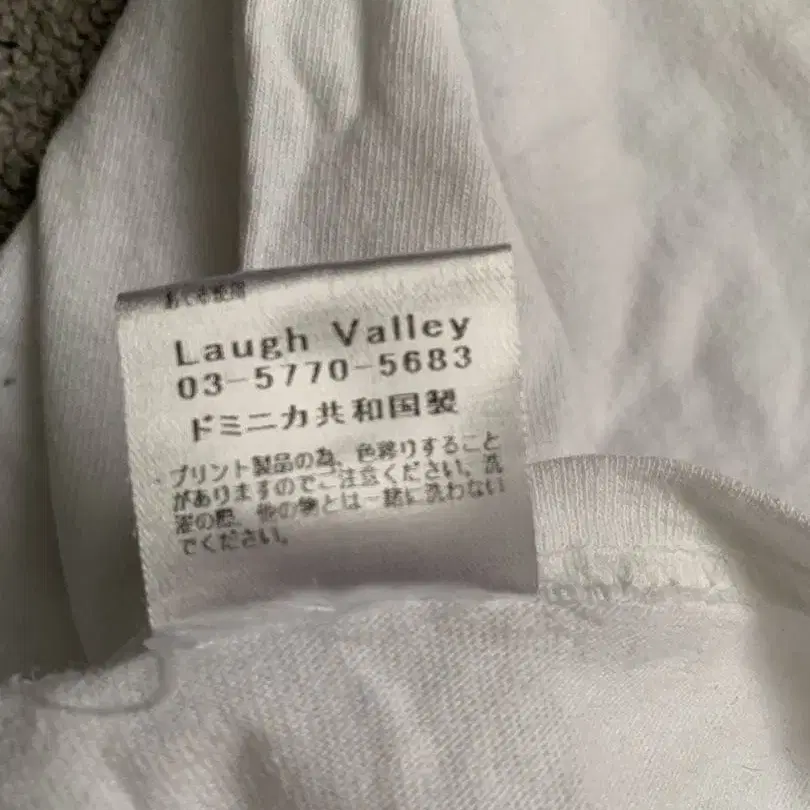 Laugh Valley
03-5770-5683
ドミニカ共和国製
プリント製品の為、色移りすること
がありますのでご注意ください。洗
濯の際、他の物とは一緒に洗わない
でください。